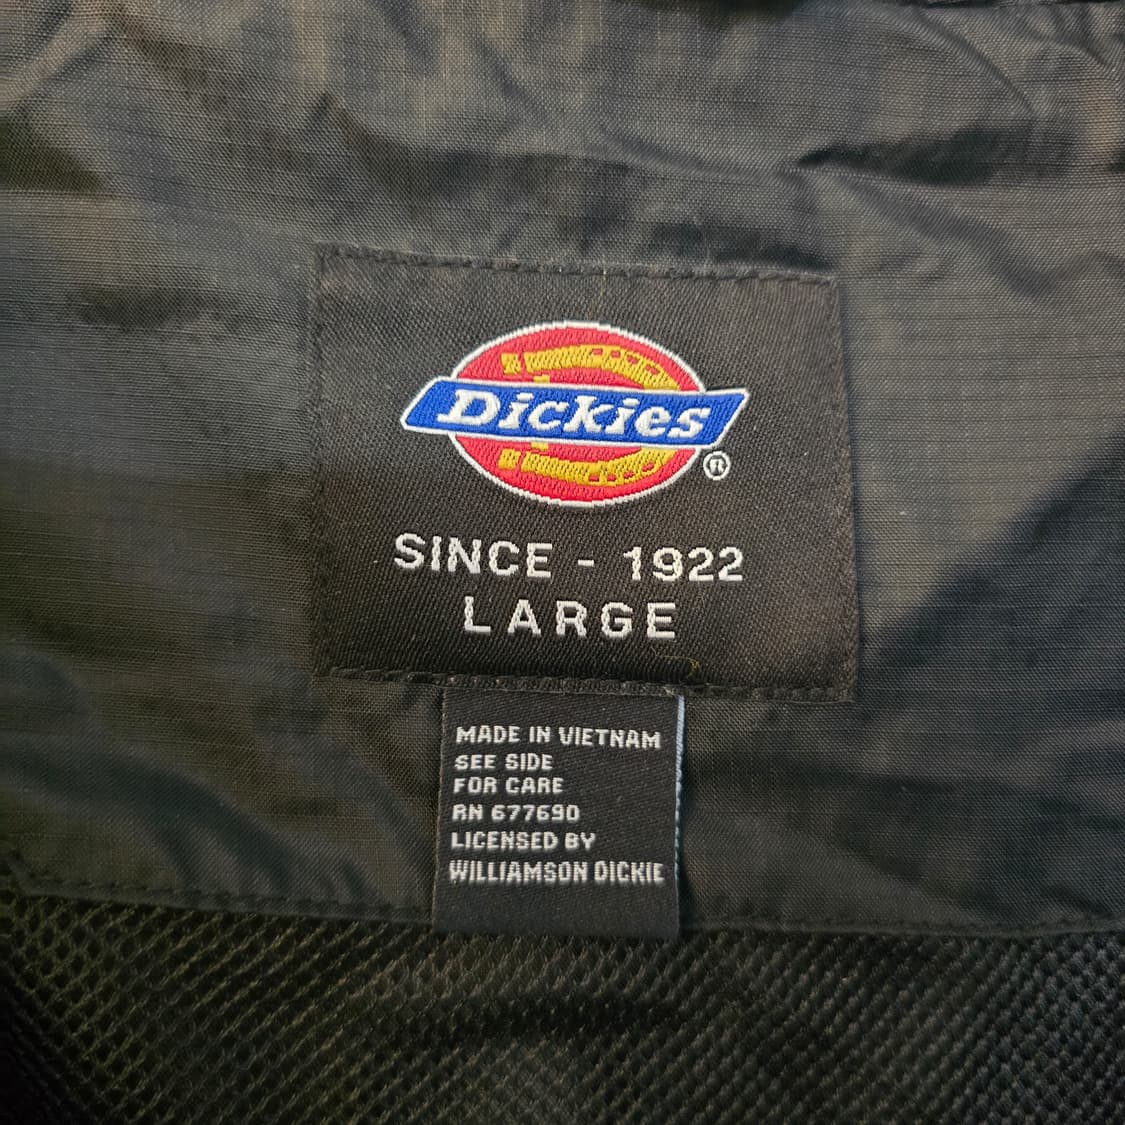 Dickies
®
SINCE - 1922
LARGE
MADE IN VIETNAM
SEE SIDE
FOR CARE
RN 677690
LICENSED BY
WILLIAMSON DICKIE